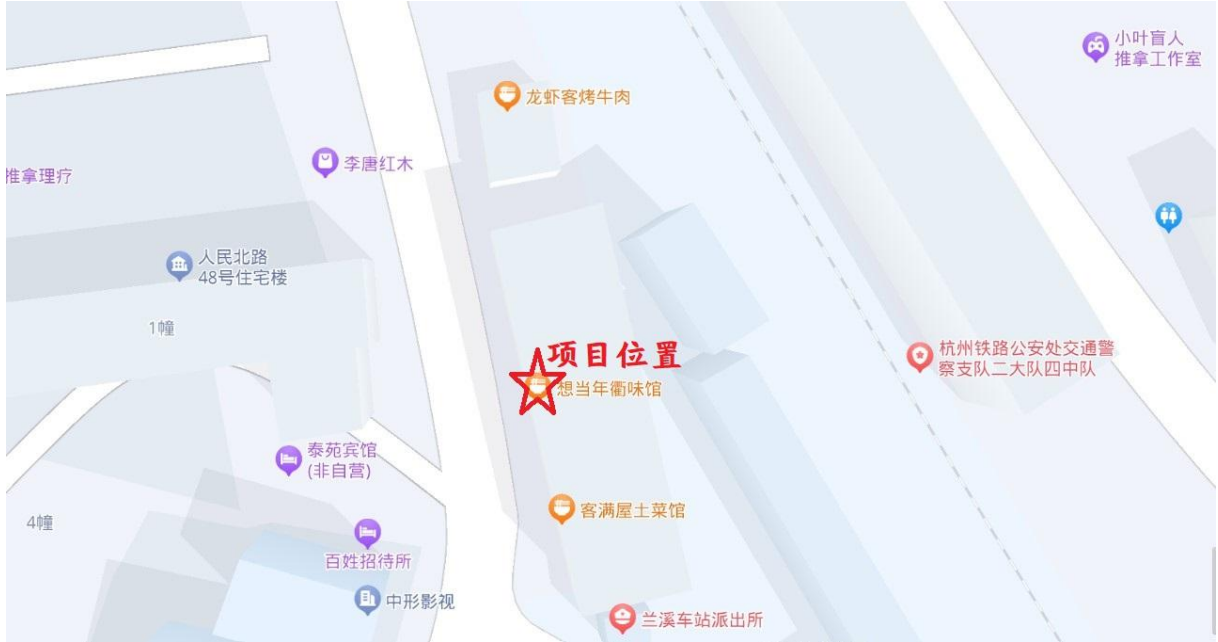 小叶盲人
推拿工作室
龙虾客烤牛肉
李唐红木
推拿理疗
人民北路
48号住宅楼
1幢
项目位置
杭州铁路公安处交通警
察支队二大队四中队
想当年衢味馆
泰苑宾馆
(非自营)
客满屋土菜馆
4幢
百姓招待所
中形影视
兰溪车站派出所